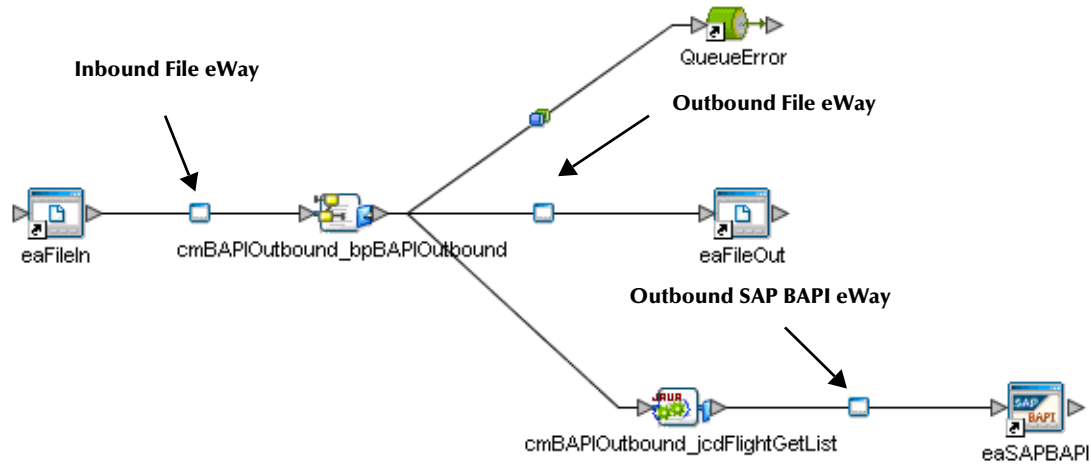 QueueError
Inbound File eWay
Outbound File eWay
eaFileIn
cmBAPIOutbound_bpBAPIOutbound
eaFileOut
Outbound SAP BAPI eWay
JAVA
SAP
BAPI
cmBAPIOutbound_jcdFlightGetList
eaSAPBAPI